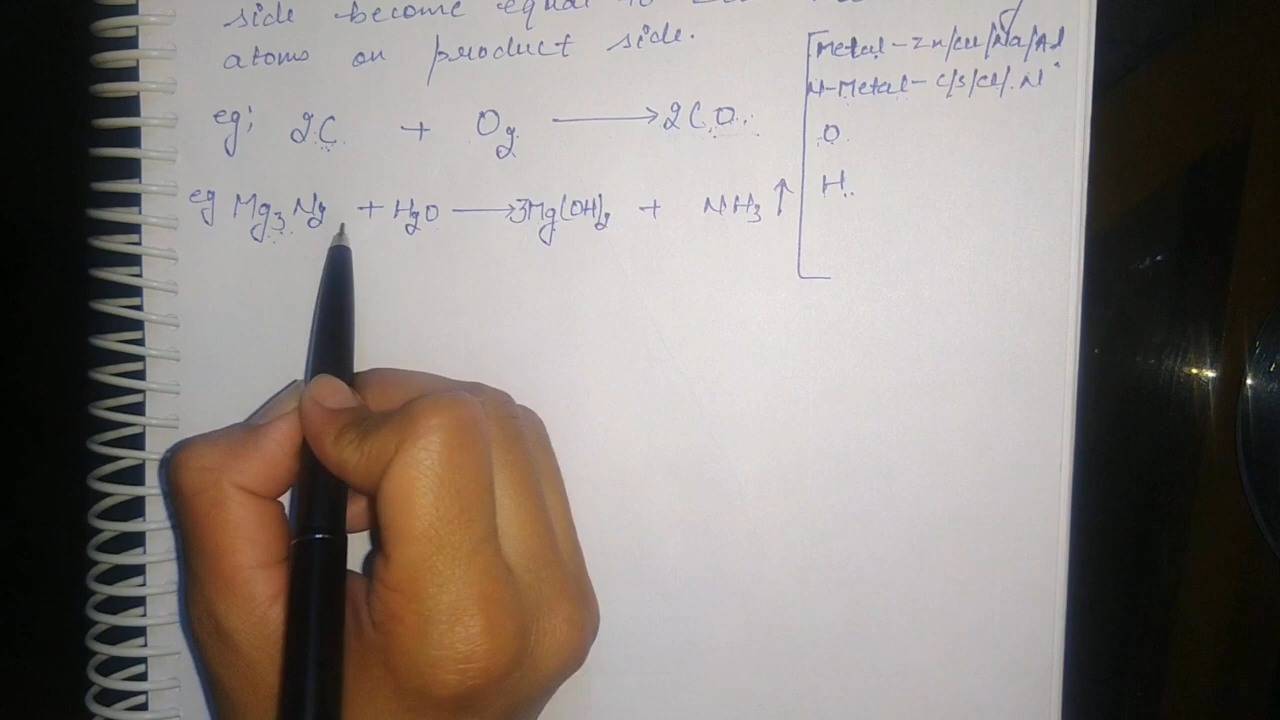 side become equal to
atoms on product side.
eg; 2C + O2 ⟶ 2CO.
eg Mg3N2 + H2O ⟶ 3Mg(OH)2 + NH3 ↑
Metal - Zn/Cu/Na/Al
N-Metal - C/S/Cl/.N
O
H.